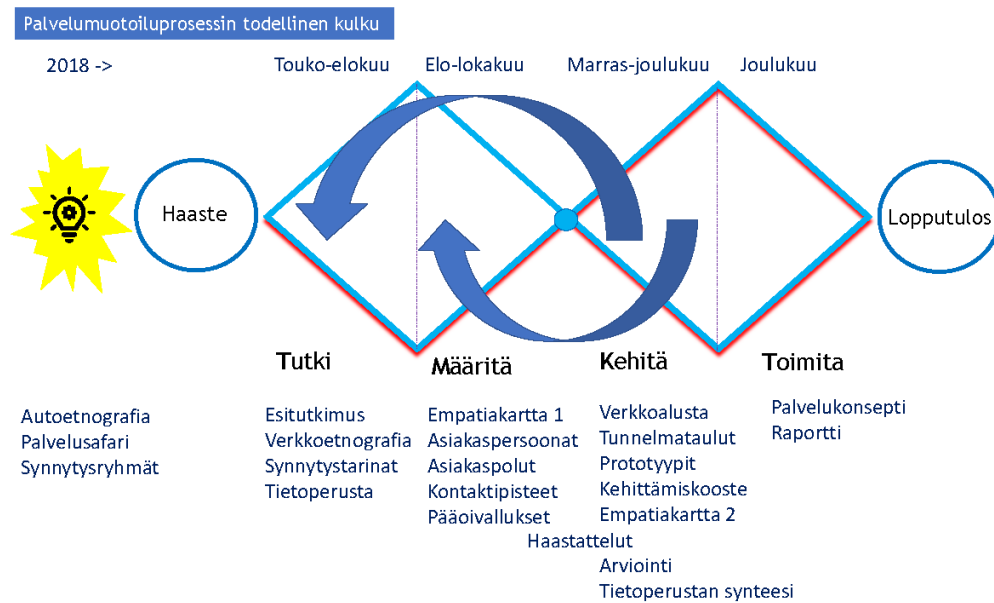 Palvelumuotoiluprosessin todellinen kulku
2018 ->
Touko-elokuu
Elo-lokakuu
Marras-joulukuu
Joulukuu
Haaste
Lopputulos
Tutki
Määritä
Kehitä
Toimita
Autoetnografia
Palvelusafari
Synnytysryhmät
Esitutkimus
Verkkoetnografia
Synnytystarinat
Tietoperusta
Empatiakartta 1
Asiakaspersoonat
Asiakaspolut
Kontaktipisteet
Pääoivallukset
Haastattelut
Verkkoalusta
Tunnelmataulut
Prototyypit
Kehittämiskooste
Empatiakartta 2
Arviointi
Tietoperustan synteesi
Palvelukonsepti
Raportti